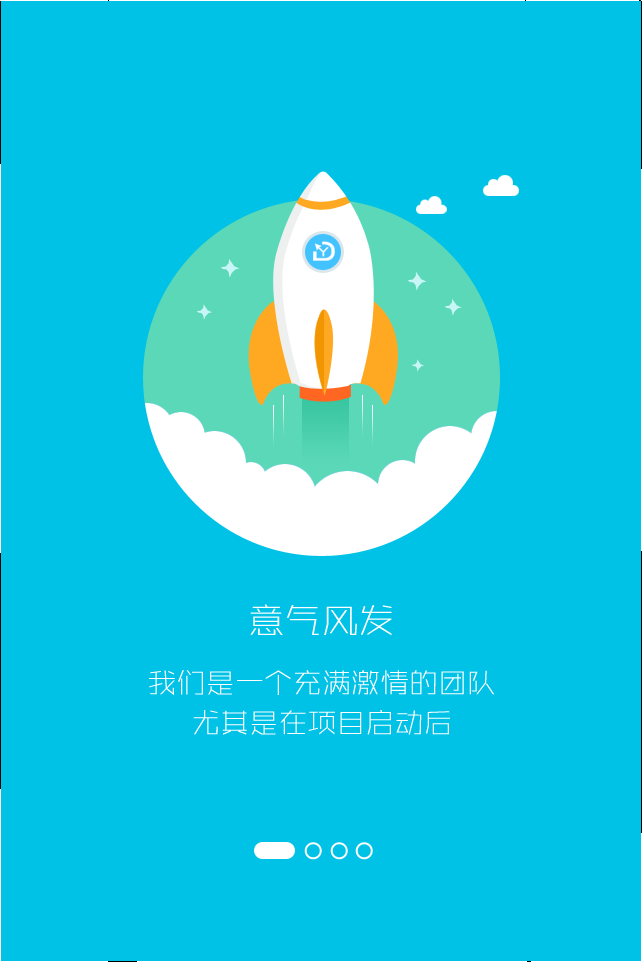 意气风发
我们是一个充满激情的团队
尤其是在项目启动后